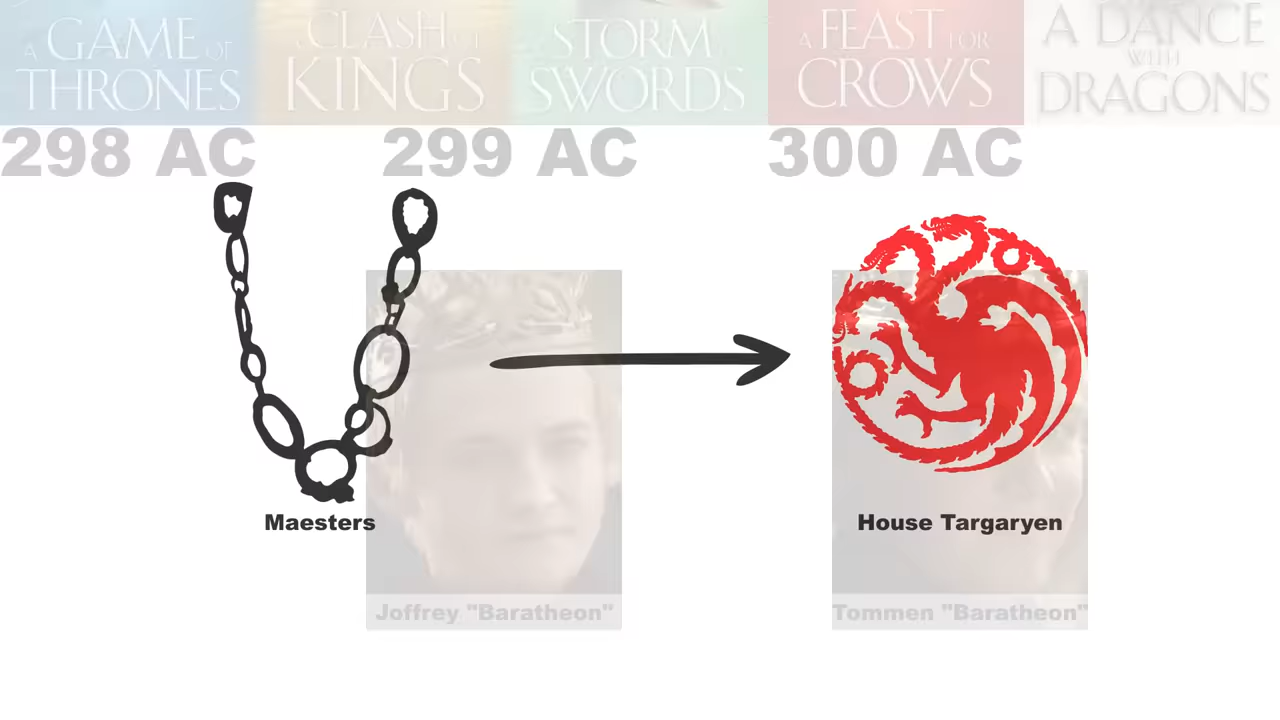 A GAME OF
THRONES
A CLASH OF
KINGS
A STORM OF
SWORDS
A FEAST FOR
CROWS
A DANCE
WITH
DRAGONS
298 AC
299 AC
300 AC
Maesters
House Targaryen
Joffrey "Baratheon"
Tommen "Baratheon"